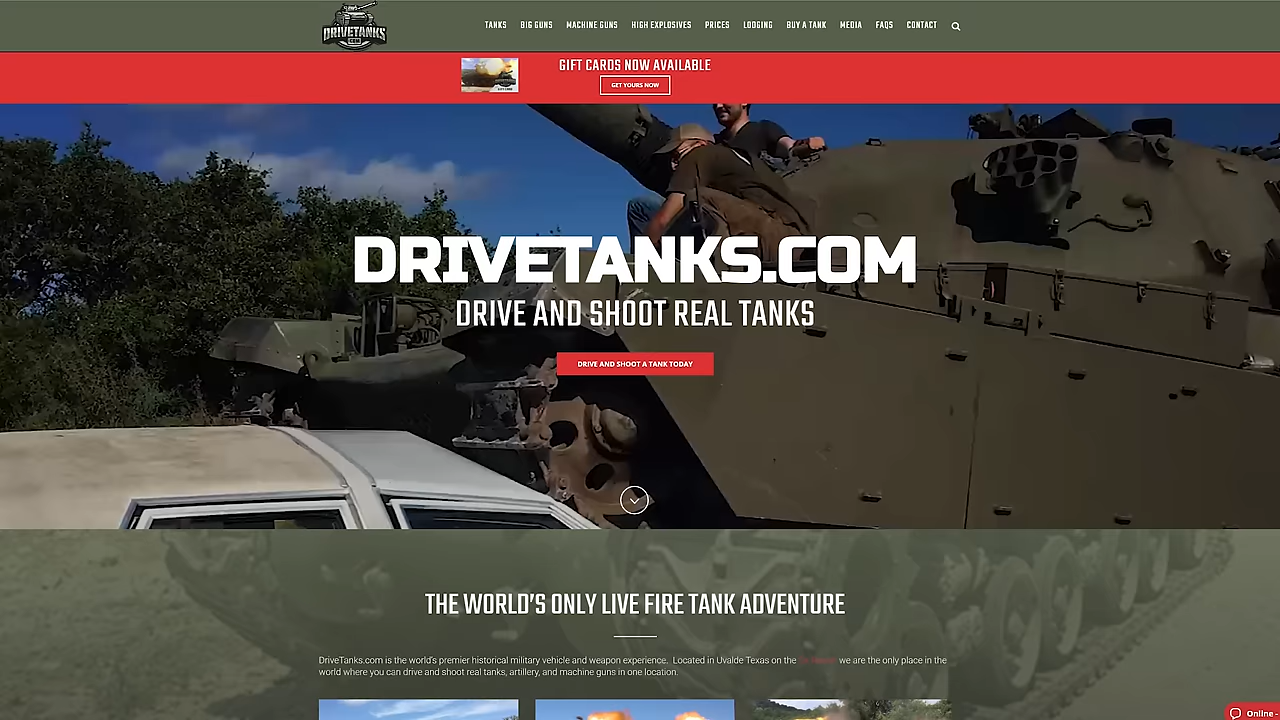 DRIVETANKS
.COM
TANKS BIG GUNS MACHINE GUNS HIGH EXPLOSIVES PRICES LODGING BUY A TANK MEDIA FAQS CONTACT
GIFT CARDS NOW AVAILABLE
GET YOURS NOW
DRIVETANKS.COM
DRIVE AND SHOOT REAL TANKS
DRIVE AND SHOOT A TANK TODAY
THE WORLD'S ONLY LIVE FIRE TANK ADVENTURE
DriveTanks.com is the world's premier historical military vehicle and weapon experience. Located in Uvalde Texas on the we are the only place in the
world where you can drive and shoot real tanks, artillery, and machine guns in one location.
Online -